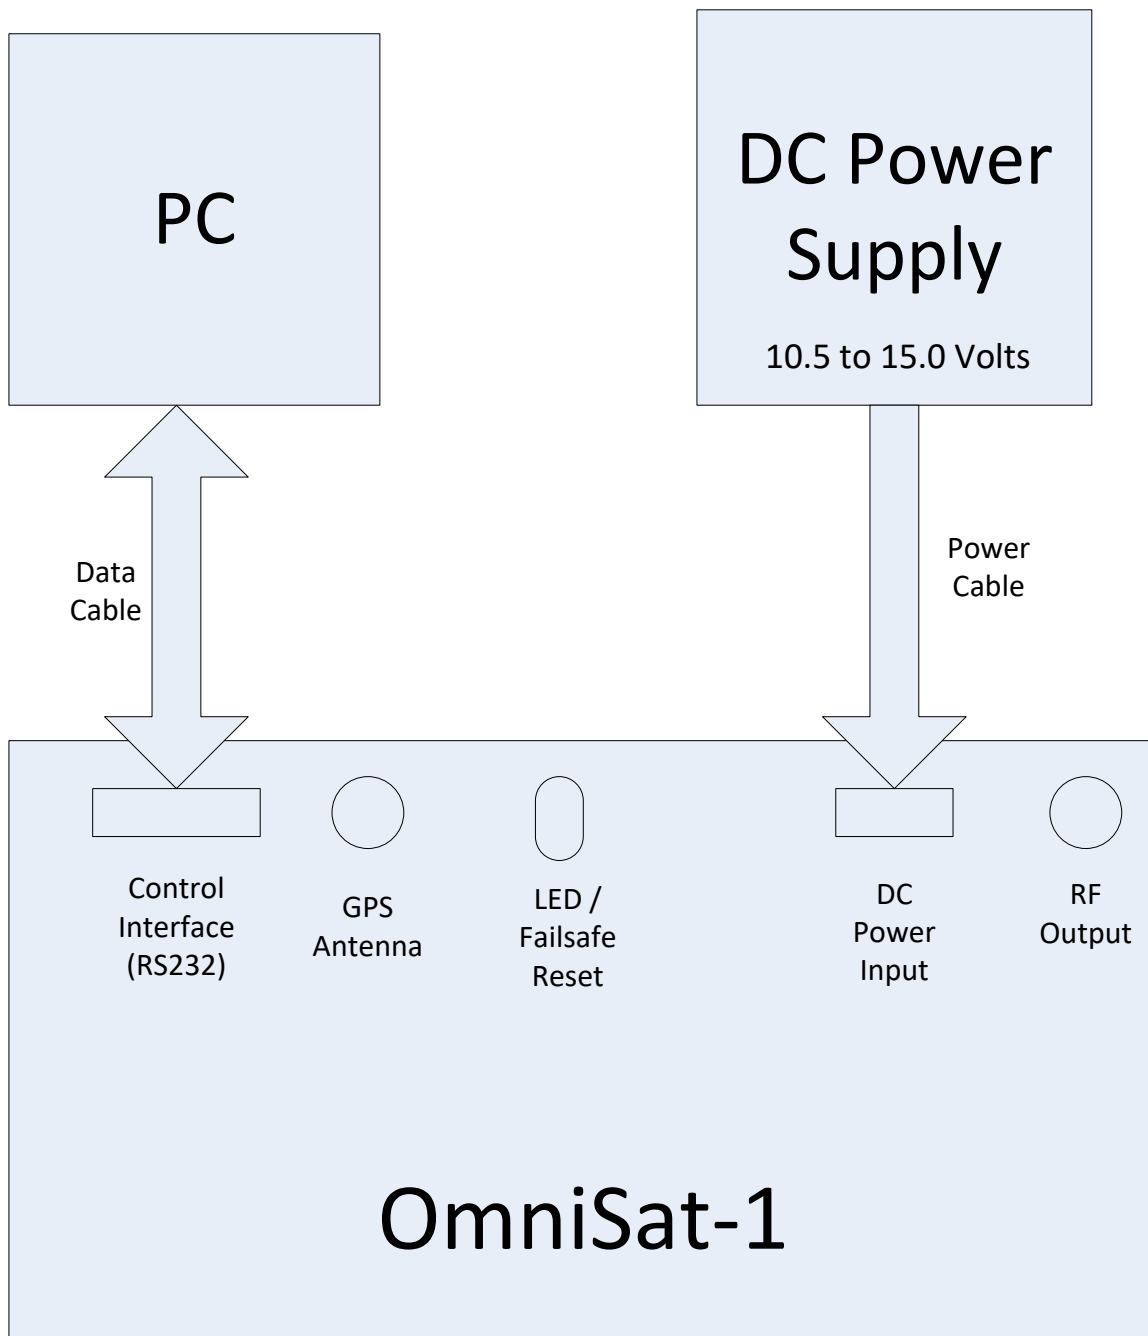 PC
DC Power
Supply
10.5 to 15.0 Volts
Data
Cable
Power
Cable
Control
Interface
(RS232)
GPS
Antenna
LED /
Failsafe
Reset
DC
Power
Input
RF
Output
OmniSat-1